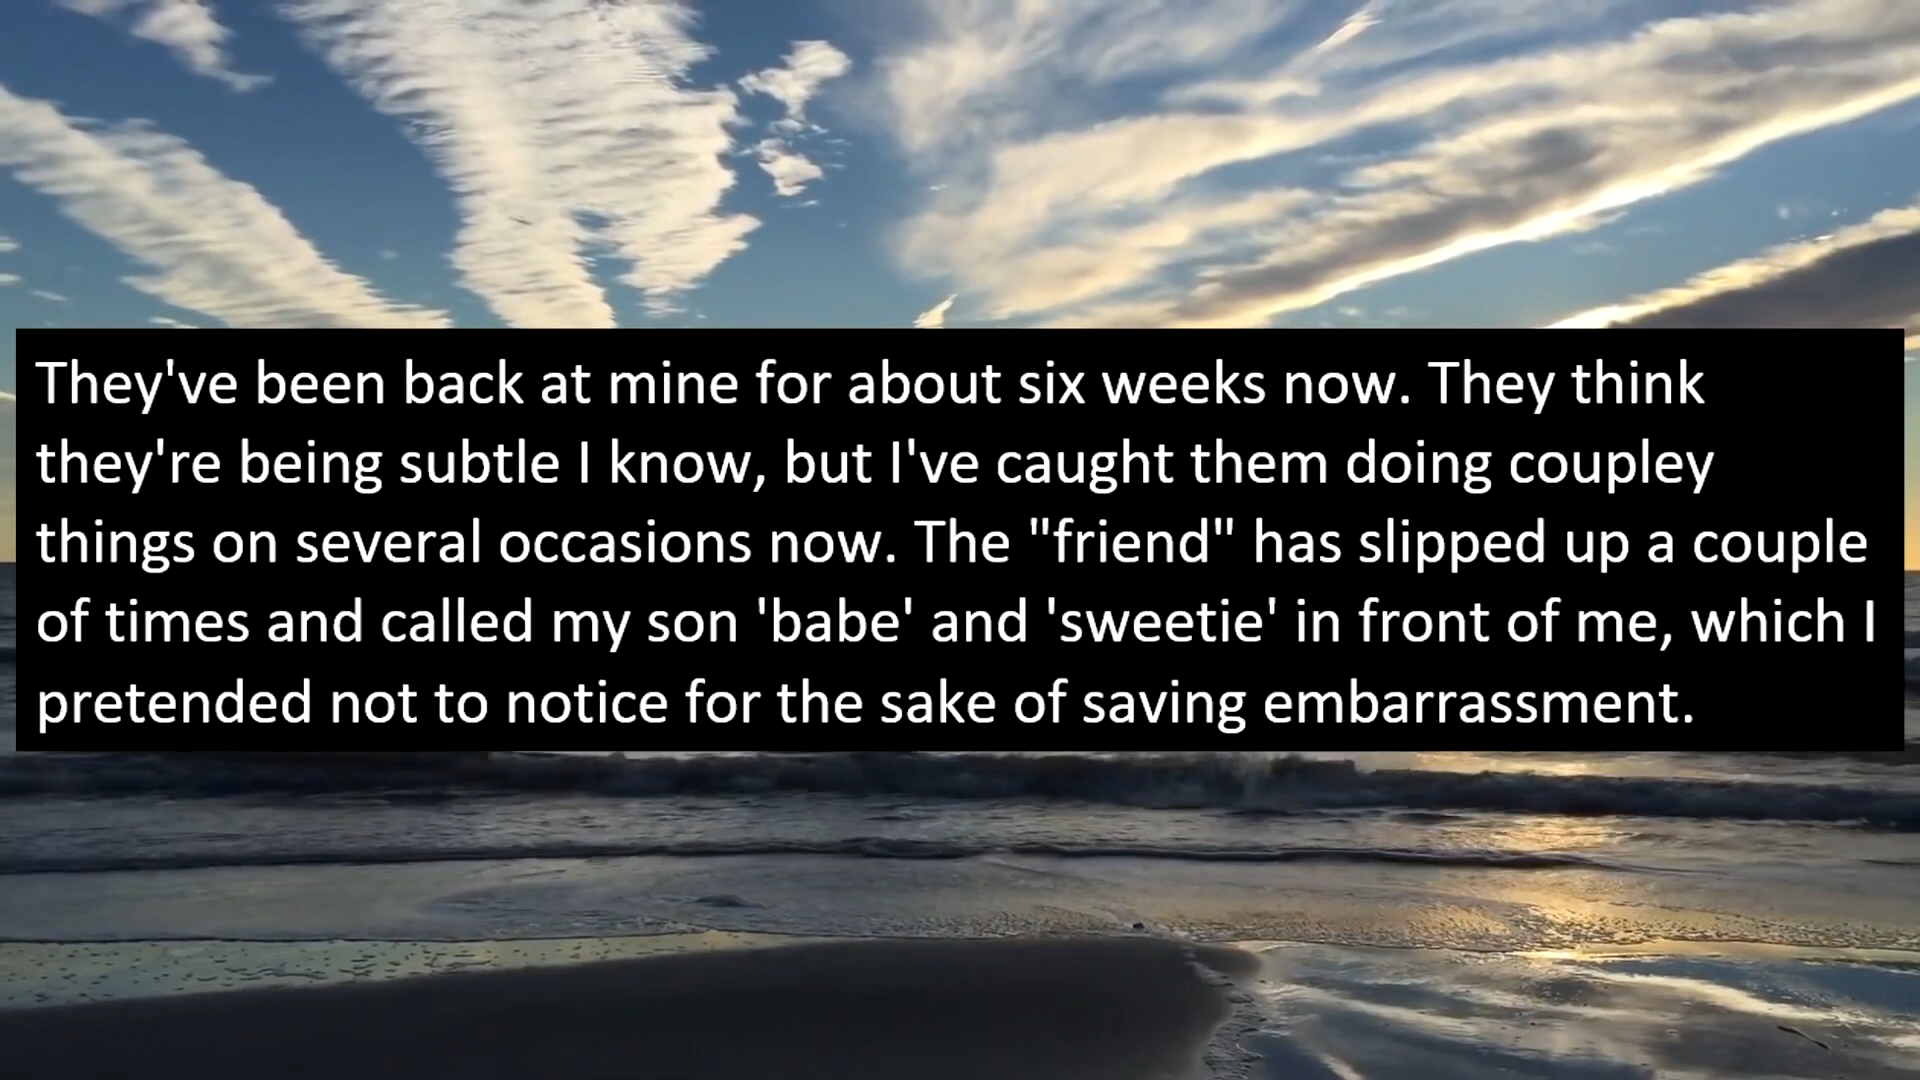 They've been back at mine for about six weeks now. They think
they're being subtle I know, but I've caught them doing coupley
things on several occasions now. The "friend" has slipped up a couple
of times and called my son 'babe' and 'sweetie' in front of me, which I
pretended not to notice for the sake of saving embarrassment.